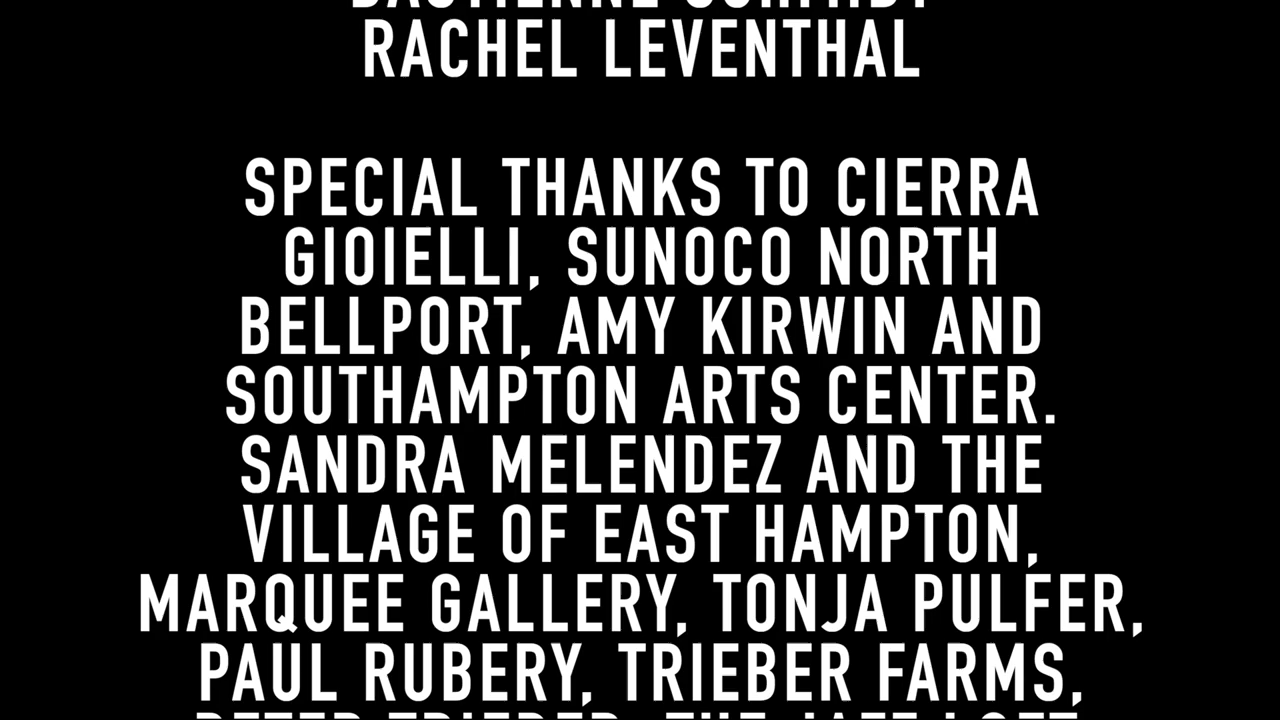 RACHEL LEVENTHAL
SPECIAL THANKS TO CIERRA
GIOIELLI, SUNOCO NORTH
BELLPORT, AMY KIRWIN AND
SOUTHAMPTON ARTS CENTER.
SANDRA MELENDEZ AND THE
VILLAGE OF EAST HAMPTON,
MARQUEE GALLERY, TONJA PULFER,
PAUL RUBERY, TRIEBER FARMS,